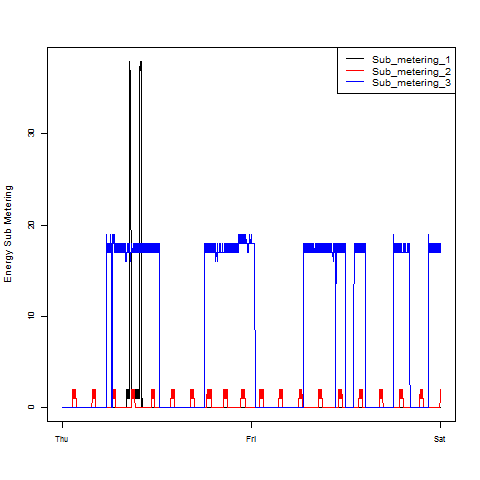 Sub_metering_1
Sub_metering_2
Sub_metering_3
Energy Sub Metering
30
20
10
0
Thu
Fri
Sat